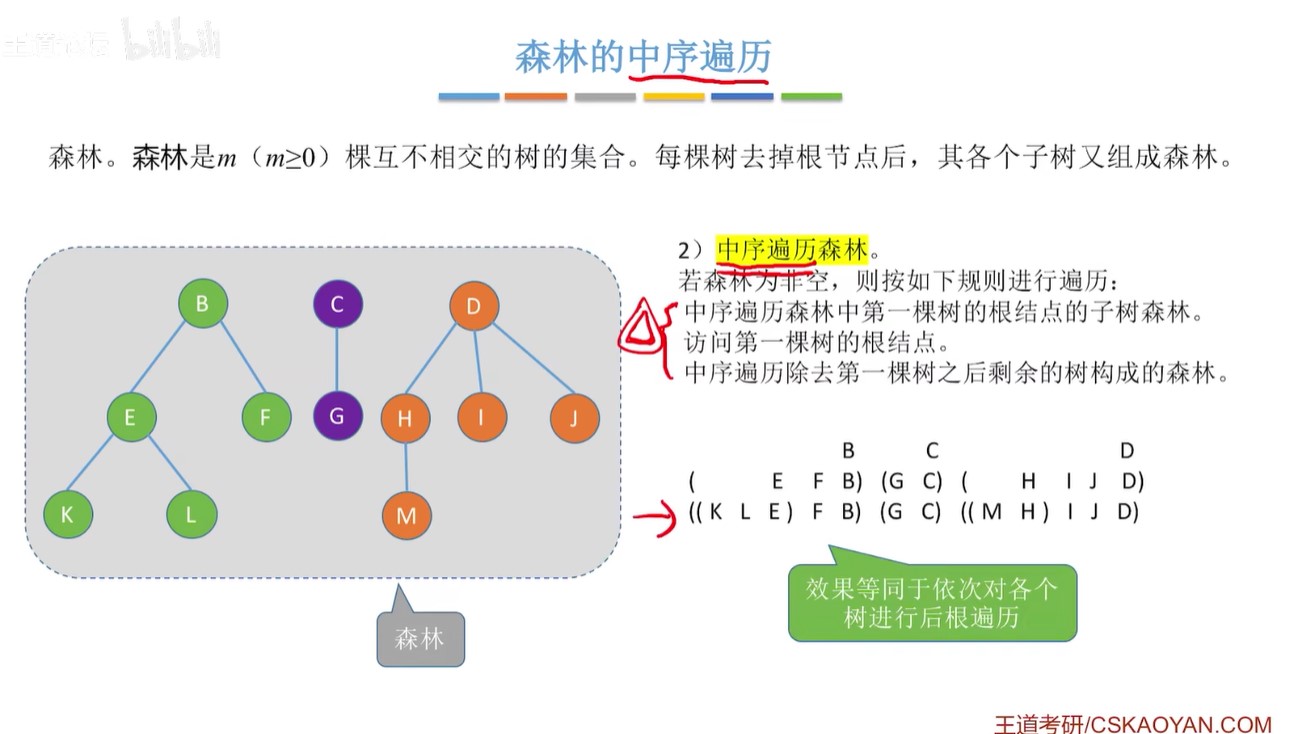 bilibili
森林的中序遍历
森林。森林是m（m≥0）棵互不相交的树的集合。每棵树去掉根节点后，其各个子树又组成森林。
2）中序遍历森林。
若森林为非空，则按如下规则进行遍历：
中序遍历森林中第一棵树的根结点的子树森林。
访问第一棵树的根结点。
中序遍历除去第一棵树之后剩余的树构成的森林。
B C D
E F G H I J
K L M
B C D
( E F B) (G C) ( H I J D)
((K L E) F B) (G C) ((M H) I J D)
效果等同于依次对各个
树进行后根遍历
森林
王道考研/CSKAOYAN.COM